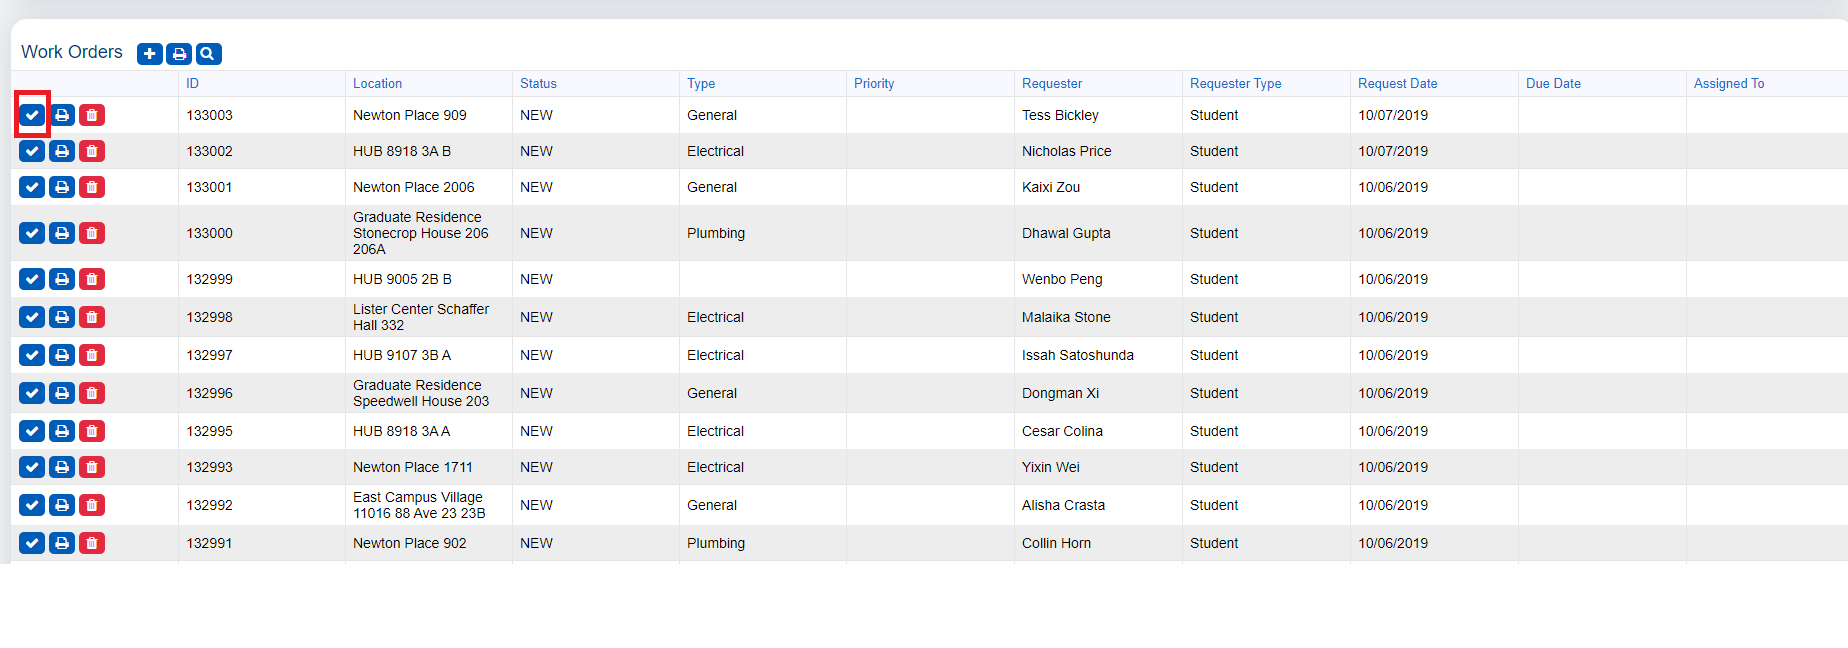 Work Orders
ID Location Status Type Priority Requester Requester Type Request Date Due Date Assigned To
133003 Newton Place 909 NEW General Tess Bickley Student 10/07/2019
133002 HUB 8918 3A B NEW Electrical Nicholas Price Student 10/07/2019
133001 Newton Place 2006 NEW General Kaixi Zou Student 10/06/2019
Graduate Residence
133000 Stonecrop House 206 NEW Plumbing Dhawal Gupta Student 10/06/2019
206A
132999 HUB 9005 2B B NEW Wenbo Peng Student 10/06/2019
Lister Center Schaffer
132998 Hall 332 NEW Electrical Malaika Stone Student 10/06/2019
132997 HUB 9107 3B A NEW Electrical Issah Satoshunda Student 10/06/2019
Graduate Residence
132996 Speedwell House 203 NEW General Dongman Xi Student 10/06/2019
132995 HUB 8918 3A A NEW Electrical Cesar Colina Student 10/06/2019
132993 Newton Place 1711 NEW Electrical Yixin Wei Student 10/06/2019
East Campus Village
132992 11016 88 Ave 23 23B NEW General Alisha Crasta Student 10/06/2019
132991 Newton Place 902 NEW Plumbing Collin Horn Student 10/06/2019